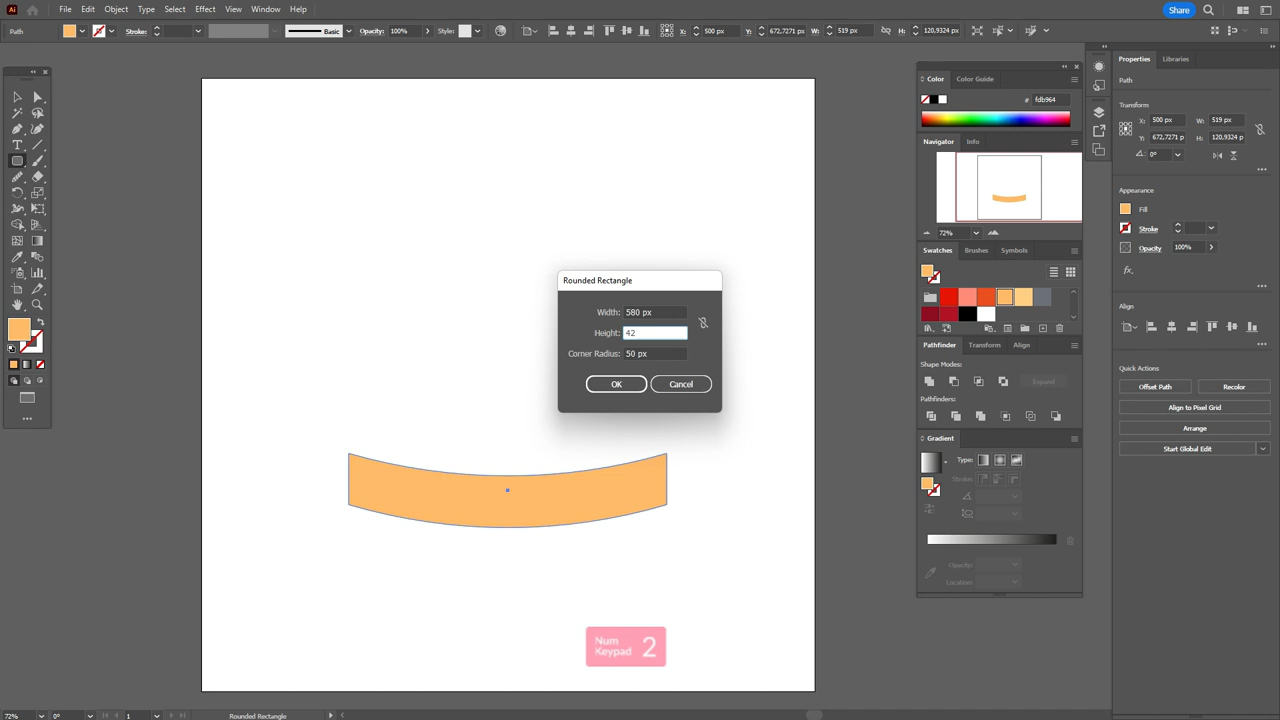 Ai File Edit Object Type Select Effect View Window Help Share
Path Stroke: Basic Opacity: 100% Style: X: 500 px Y: 672,7271 W: 519 px H: 120,9324 px
Color Color Guide
# fdb964
Navigator Info
72%
Swatches Brushes Symbols
Pathfinder Transform Align
Shape Modes:
Expand
Pathfinders:
Gradient
Type:
Stroke:
Opacity:
Location:
Properties Libraries
Path
Transform
X: 500 px W: 519 px
Y: 672,7271 p H: 120,9324 p
0°
Appearance
Fill
Stroke
Opacity 100%
fx.
Align
Quick Actions
Offset Path Recolor
Align to Pixel Grid
Arrange
Start Global Edit
Rounded Rectangle
Width: 580 px
Height: 42
Corner Radius: 50 px
OK Cancel
Num
Keypad 2
72% 0° 1 Rounded Rectangle